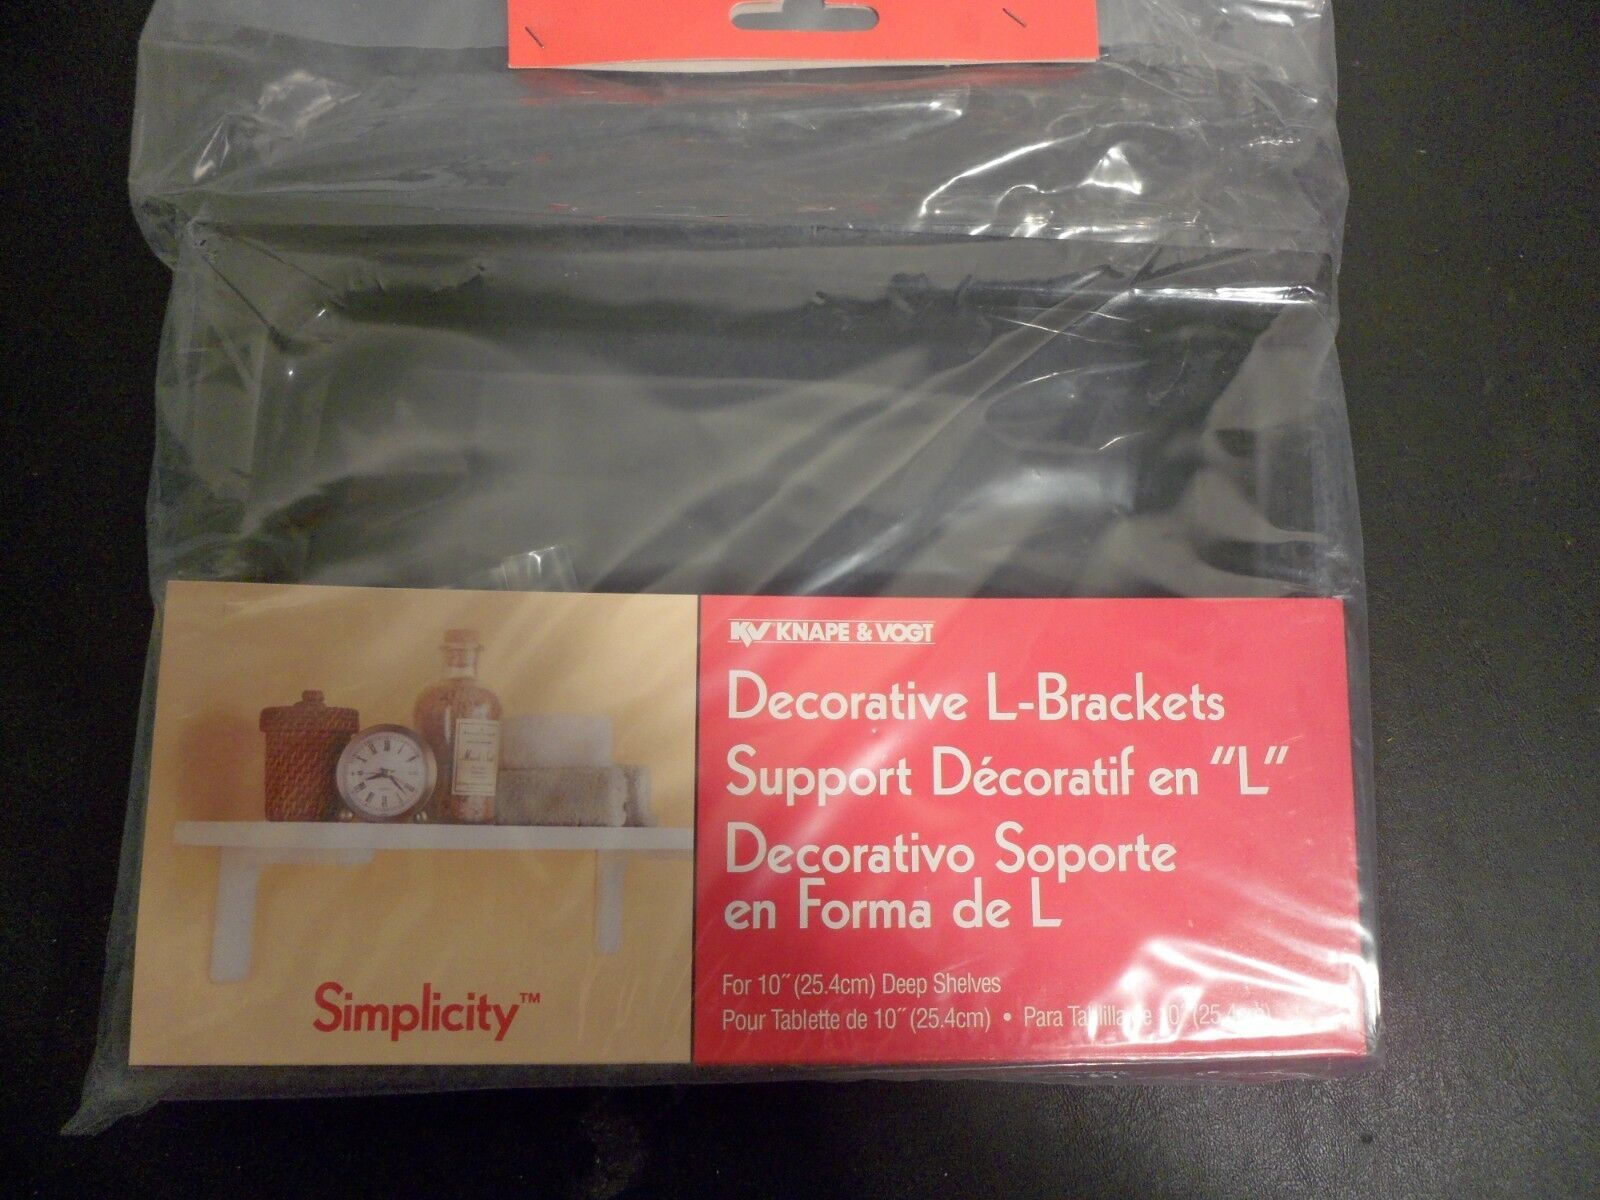 KV KNAPE & VOGT
Decorative L-Brackets
Support Décoratif en "L"
Decorativo Soporte
en Forma de L
For 10˝ (25.4cm) Deep Shelves
Pour Tablette de 10˝ (25.4cm) • Para
Simplicity™